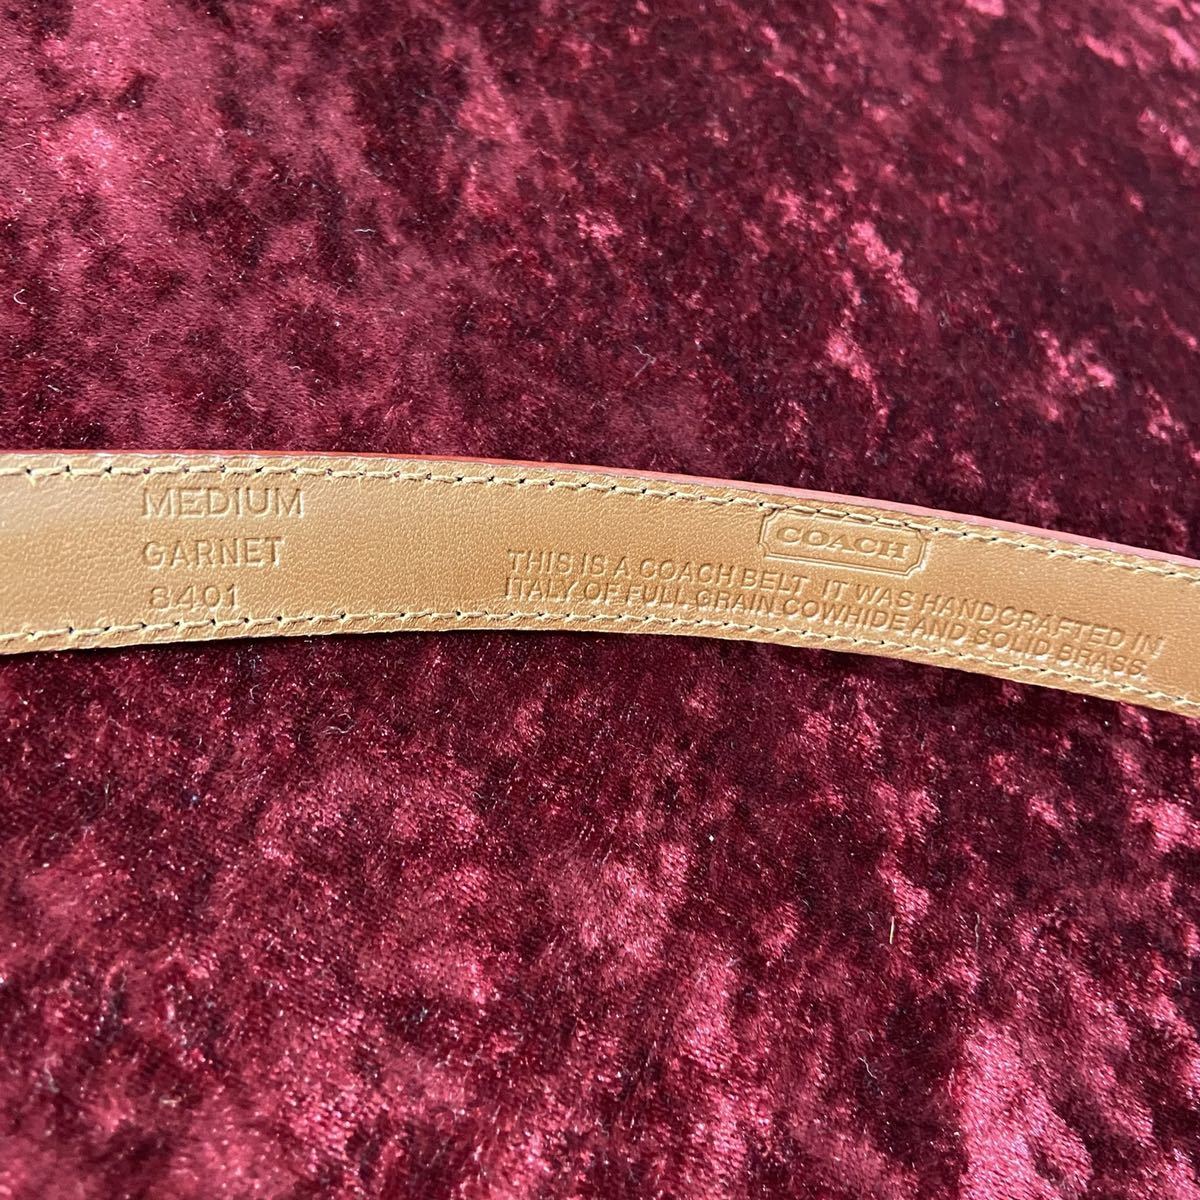 MEDIUM
GARNET
8401
COACH
THIS IS A COACH BELT. IT WAS HANDCRAFTED IN
ITALY OF FULL GRAIN COWHIDE AND SOLID BRASS.